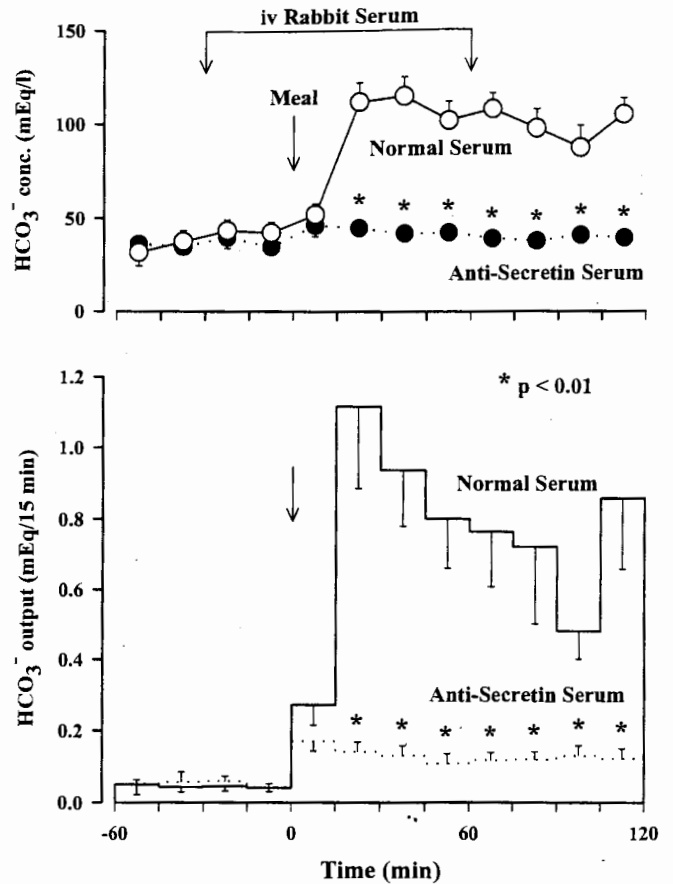 iv Rabbit Serum
150
100
50
0
HCO3⁻ conc. (mEq/l)
Meal
Normal Serum
* * * * * * *
Anti-Secretin Serum
1.2
1.0
0.8
0.6
0.4
0.2
0.0
HCO3⁻ output (mEq/15 min)
* p < 0.01
Normal Serum
Anti-Secretin Serum
* * * * * * *
-60 0 60 120
Time (min)